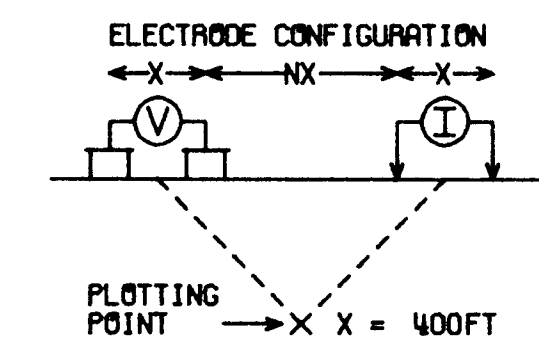 ELECTRODE CONFIGURATION
X NX X
V I
PLOTTING
POINT X X = 400FT